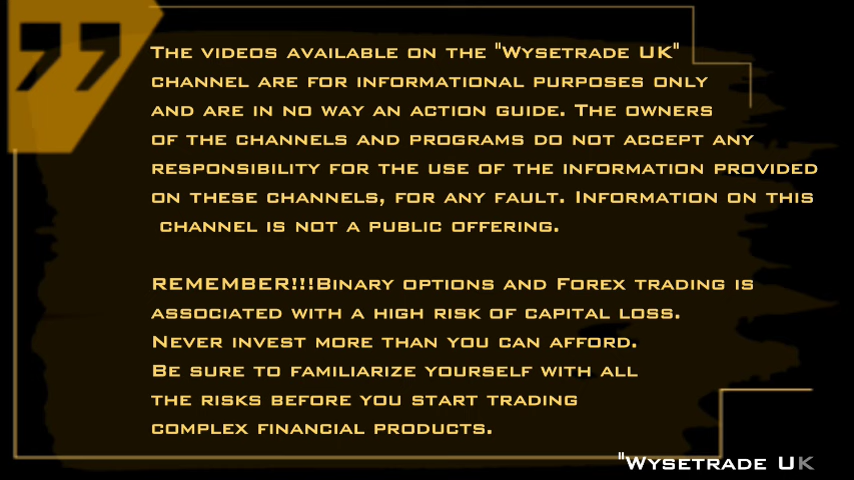 THE VIDEOS AVAILABLE ON THE "WYSETRADE UK"
CHANNEL ARE FOR INFORMATIONAL PURPOSES ONLY
AND ARE IN NO WAY AN ACTION GUIDE. THE OWNERS
OF THE CHANNELS AND PROGRAMS DO NOT ACCEPT ANY
RESPONSIBILITY FOR THE USE OF THE INFORMATION PROVIDED
ON THESE CHANNELS, FOR ANY FAULT. INFORMATION ON THIS
CHANNEL IS NOT A PUBLIC OFFERING.
REMEMBER!!!BINARY OPTIONS AND FOREX TRADING IS
ASSOCIATED WITH A HIGH RISK OF CAPITAL LOSS.
NEVER INVEST MORE THAN YOU CAN AFFORD.
BE SURE TO FAMILIARIZE YOURSELF WITH ALL
THE RISKS BEFORE YOU START TRADING
COMPLEX FINANCIAL PRODUCTS.
"WYSETRADE UK